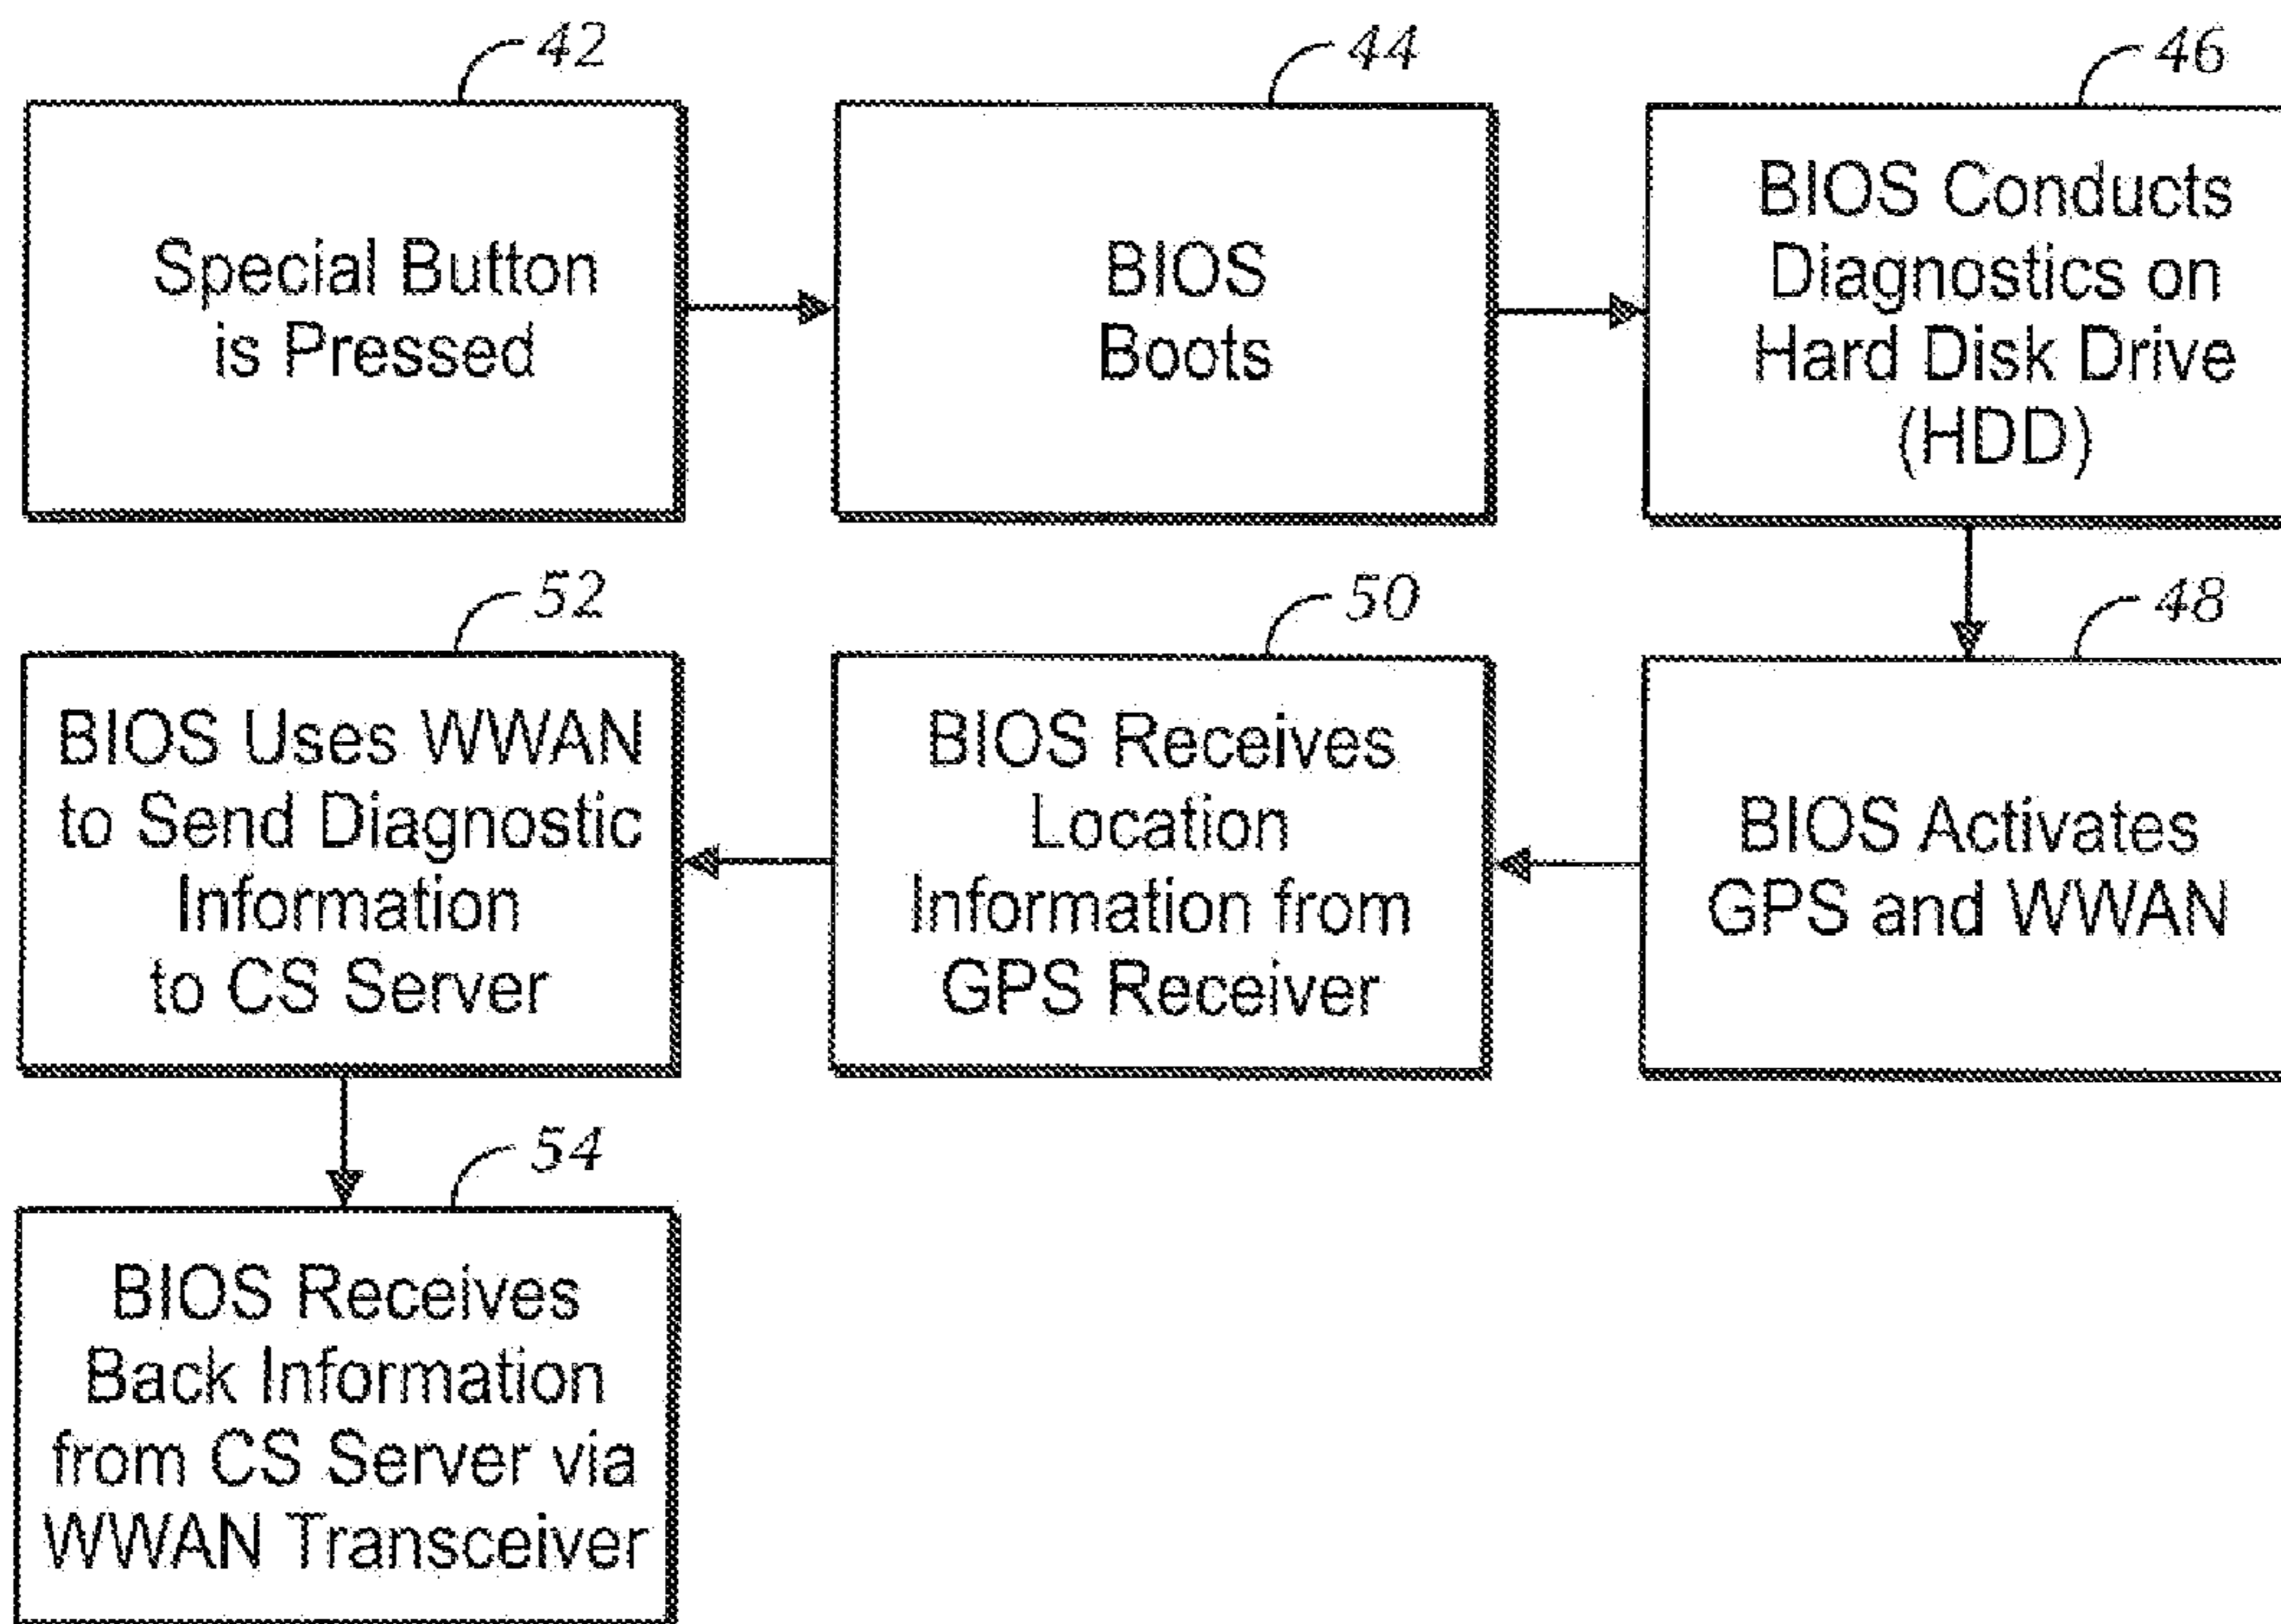 42
Special Button
is Pressed
44
BIOS
Boots
46
BIOS Conducts
Diagnostics on
Hard Disk Drive
(HDD)
48
BIOS Activates
GPS and WWAN
50
BIOS Receives
Location
Information from
GPS Receiver
52
BIOS Uses WWAN
to Send Diagnostic
Information
to CS Server
54
BIOS Receives
Back Information
from CS Server via
WWAN Transceiver